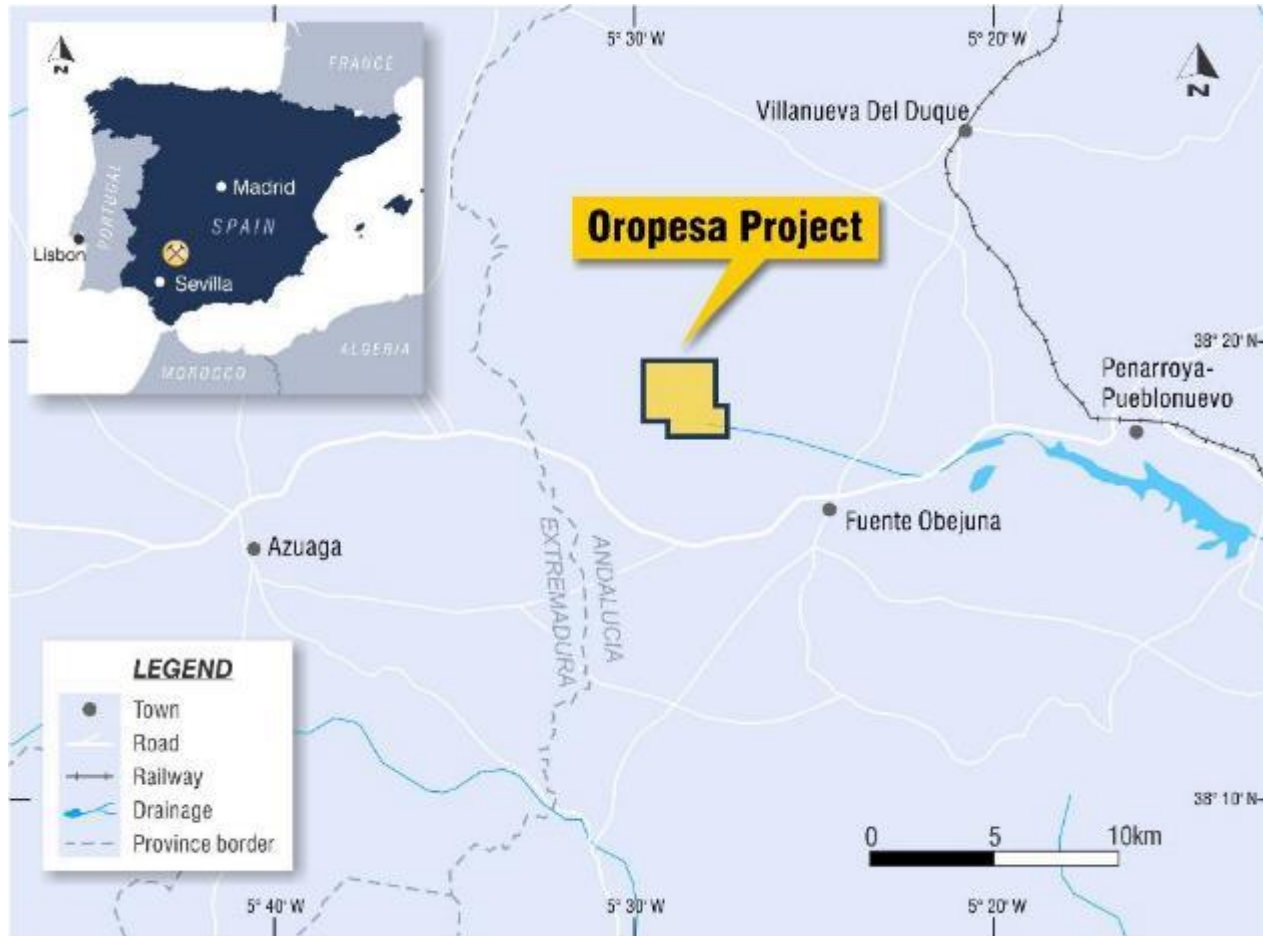 N
FRANCE
PORTUGAL
Madrid
SPAIN
Lisbon
Sevilla
ALGERIA
MOROCCO
5° 30' W
5° 20' W
N
Villanueva Del Duque
Oropesa Project
38° 20' N
Penarroya-
Pueblonuevo
Fuente Obejuna
Azuaga
ANDALUCIA
EXTREMADURA
LEGEND
Town
Road
Railway
Drainage
Province border
38° 10' N
0 5 10km
5° 40' W
5° 30' W
5° 20' W